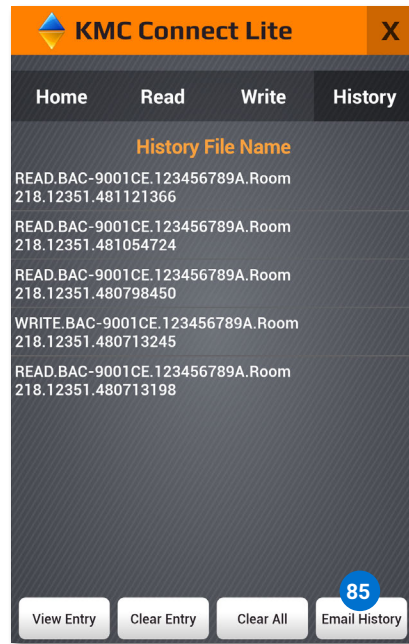 KMC Connect Lite X
Home Read Write History
History File Name
READ.BAC-9001CE.123456789A.Room
218.12351.481121366
READ.BAC-9001CE.123456789A.Room
218.12351.481054724
READ.BAC-9001CE.123456789A.Room
218.12351.480798450
WRITE.BAC-9001CE.123456789A.Room
218.12351.480713245
READ.BAC-9001CE.123456789A.Room
218.12351.480713198
85
View Entry Clear Entry Clear All Email History